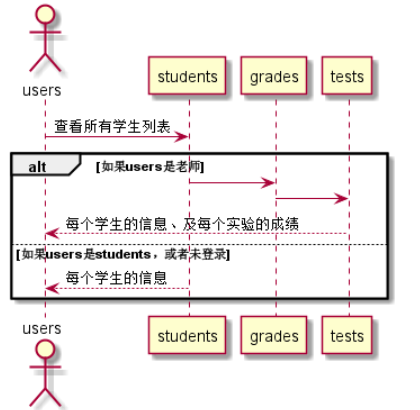 users
students
grades
tests
查看所有学生列表
alt
[如果users是老师]
每个学生的信息、及每个实验的成绩
[如果users是students，或者未登录]
每个学生的信息
users
students
grades
tests